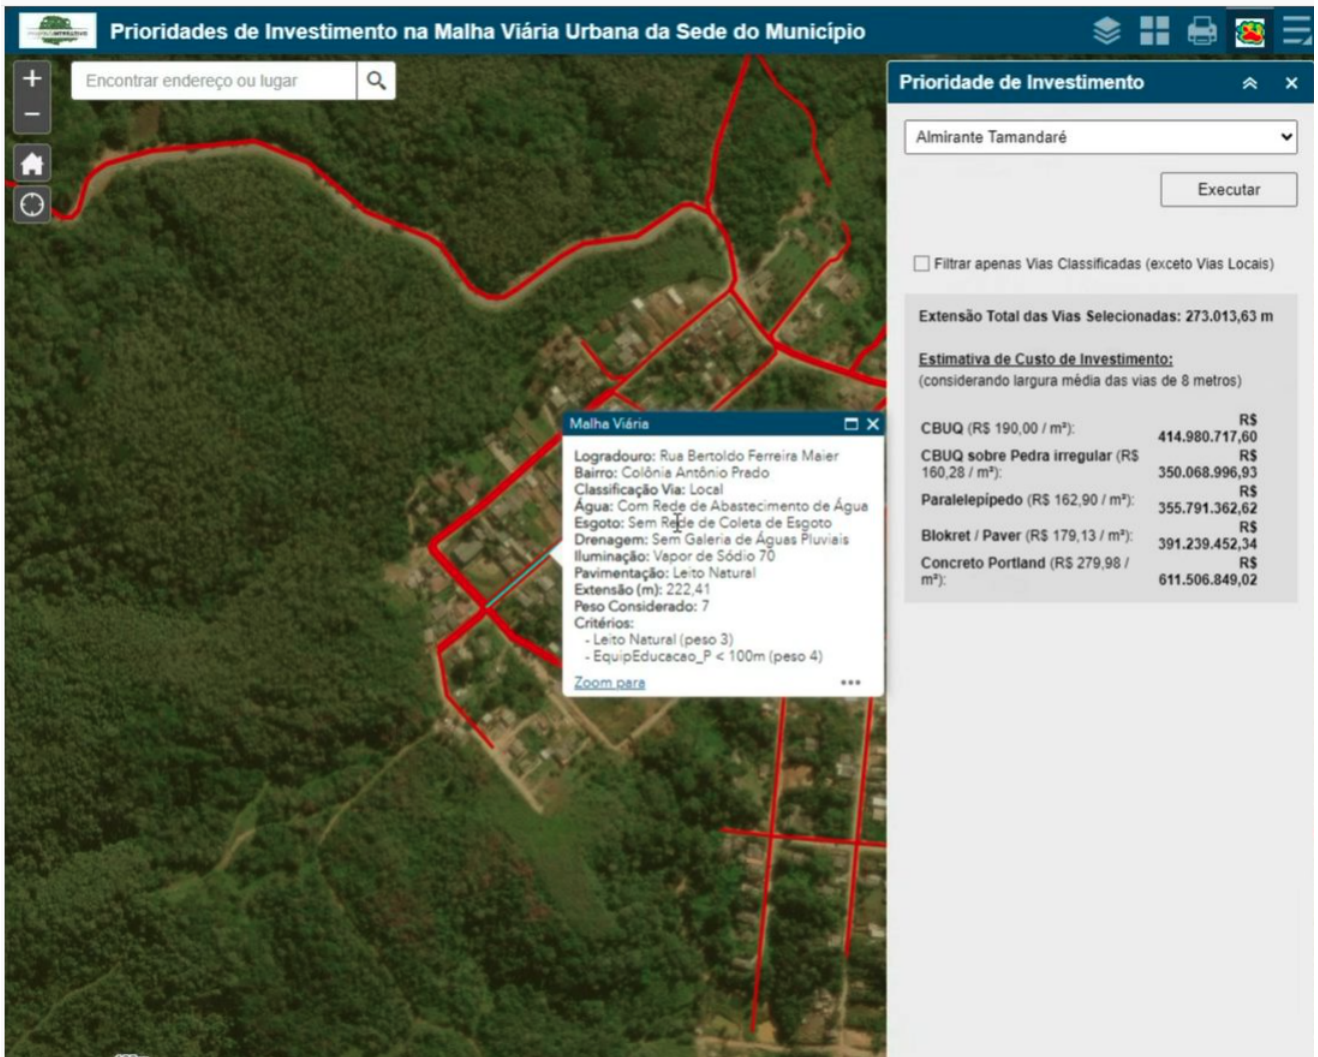 Prioridades de Investimento na Malha Viária Urbana da Sede do Município
+
Encontrar endereço ou lugar
−
Prioridade de Investimento
Almirante Tamandaré
Executar
Filtrar apenas Vias Classificadas (exceto Vias Locais)
Extensão Total das Vias Selecionadas: 273.013,63 m
Estimativa de Custo de Investimento:
(considerando largura média das vias de 8 metros)
CBUQ (R$ 190,00 / m²): R$ 414.980.717,60
CBUQ sobre Pedra irregular (R$ 160,28 / m²): R$ 350.068.996,93
Paralelepípedo (R$ 162,90 / m²): R$ 355.791.362,62
Blokret / Paver (R$ 179,13 / m²): R$ 391.239.452,34
Concreto Portland (R$ 279,98 / m²): R$ 611.506.849,02
Malha Viária
Logradouro: Rua Bertoldo Ferreira Maier
Bairro: Colônia Antônio Prado
Classificação Via: Local
Água: Com Rede de Abastecimento de Água
Esgoto: Sem Rede de Coleta de Esgoto
Drenagem: Sem Galeria de Águas Pluviais
Iluminação: Vapor de Sódio 70
Pavimentação: Leito Natural
Extensão (m): 222,41
Peso Considerado: 7
Critérios:
- Leito Natural (peso 3)
- EquipEducacao_P < 100m (peso 4)
Zoom para